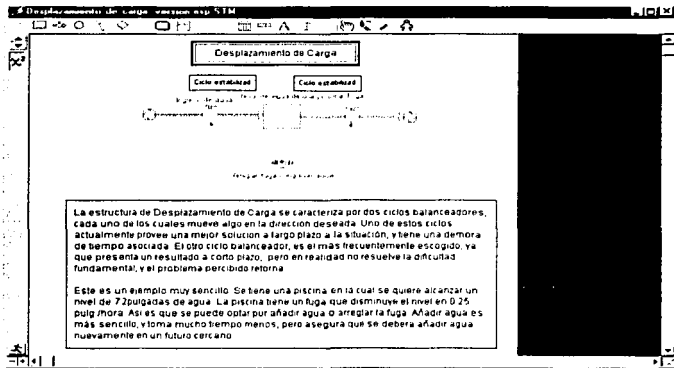 Desplazamiento de carga version esp STM
Desplazamiento de Carga
Ciclo estabilizad Ciclo estabilizad
La estructura de Desplazamiento de Carga se caracteriza por dos ciclos balanceadores,
cada uno de los cuales mueve algo en la dirección deseada. Uno de estos ciclos
actualmente provee una mejor solucion a largo plazo a la situación, y tiene una demora
de tiempo asociada. El otro ciclo balanceador, es el más frecuentemente escogido, ya
que presenta un resultado a corto plazo, pero en realidad no resuelve la dificultad
fundamental, y el problema percibido retorna
Este es un ejemplo muy sencillo. Se tiene una piscina en la cual se quiere alcanzar un
nivel de 72pulgadas de agua. La piscina tiene un fuga que disminuye el nivel en 0.25
pulg /hora. Asi es que se puede optar por añadir agua o arreglar la fuga. Añadir agua es
más sencillo, y toma mucho tiempo menos, pero asegura que se debera añadir agua
nuevamente en un futuro cercano